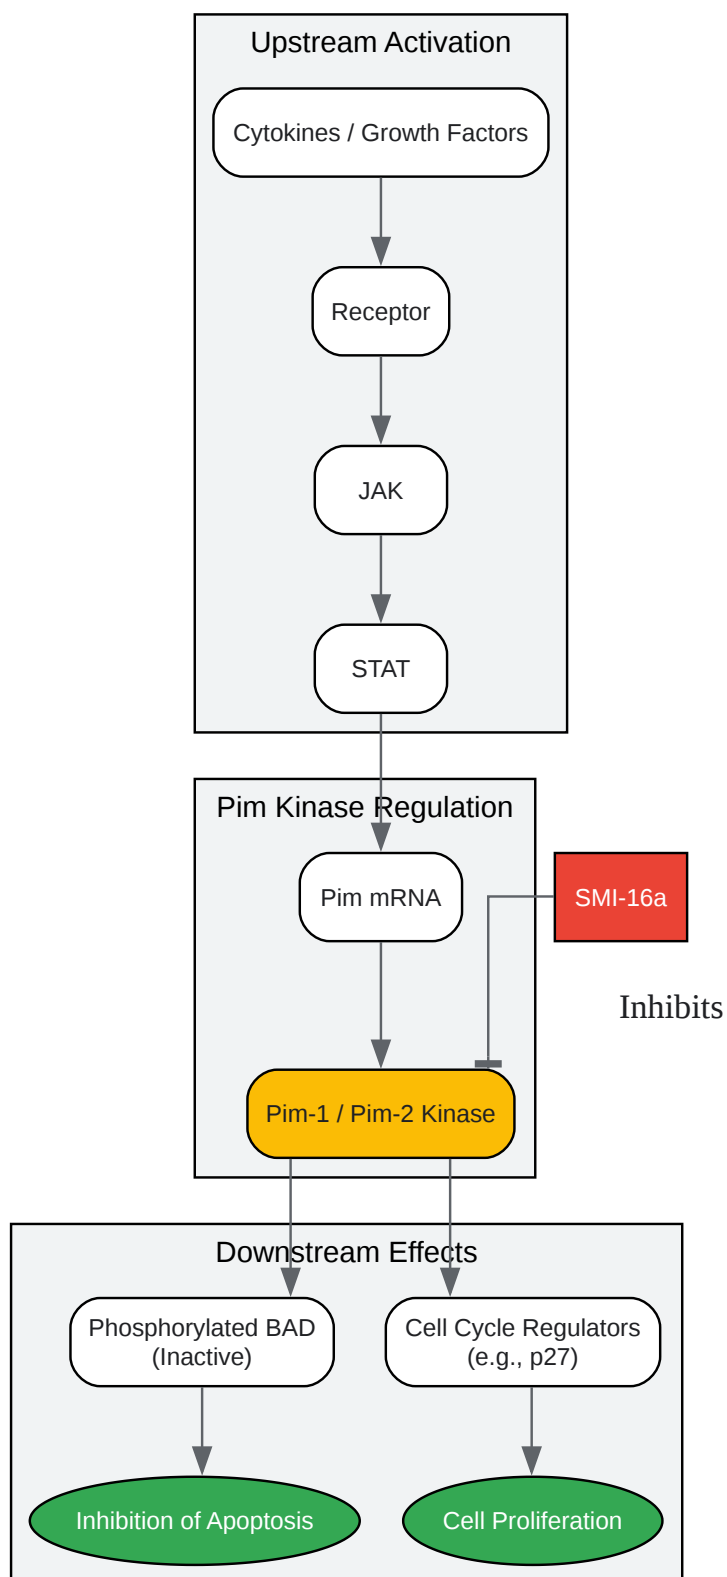 Upstream Activation
Cytokines / Growth Factors
Receptor
JAK
STAT
Pim Kinase Regulation
Pim mRNA
SMI-16a
Inhibits
Pim-1 / Pim-2 Kinase
Downstream Effects
Phosphorylated BAD
(Inactive)
Cell Cycle Regulators
(e.g., p27)
Inhibition of Apoptosis
Cell Proliferation